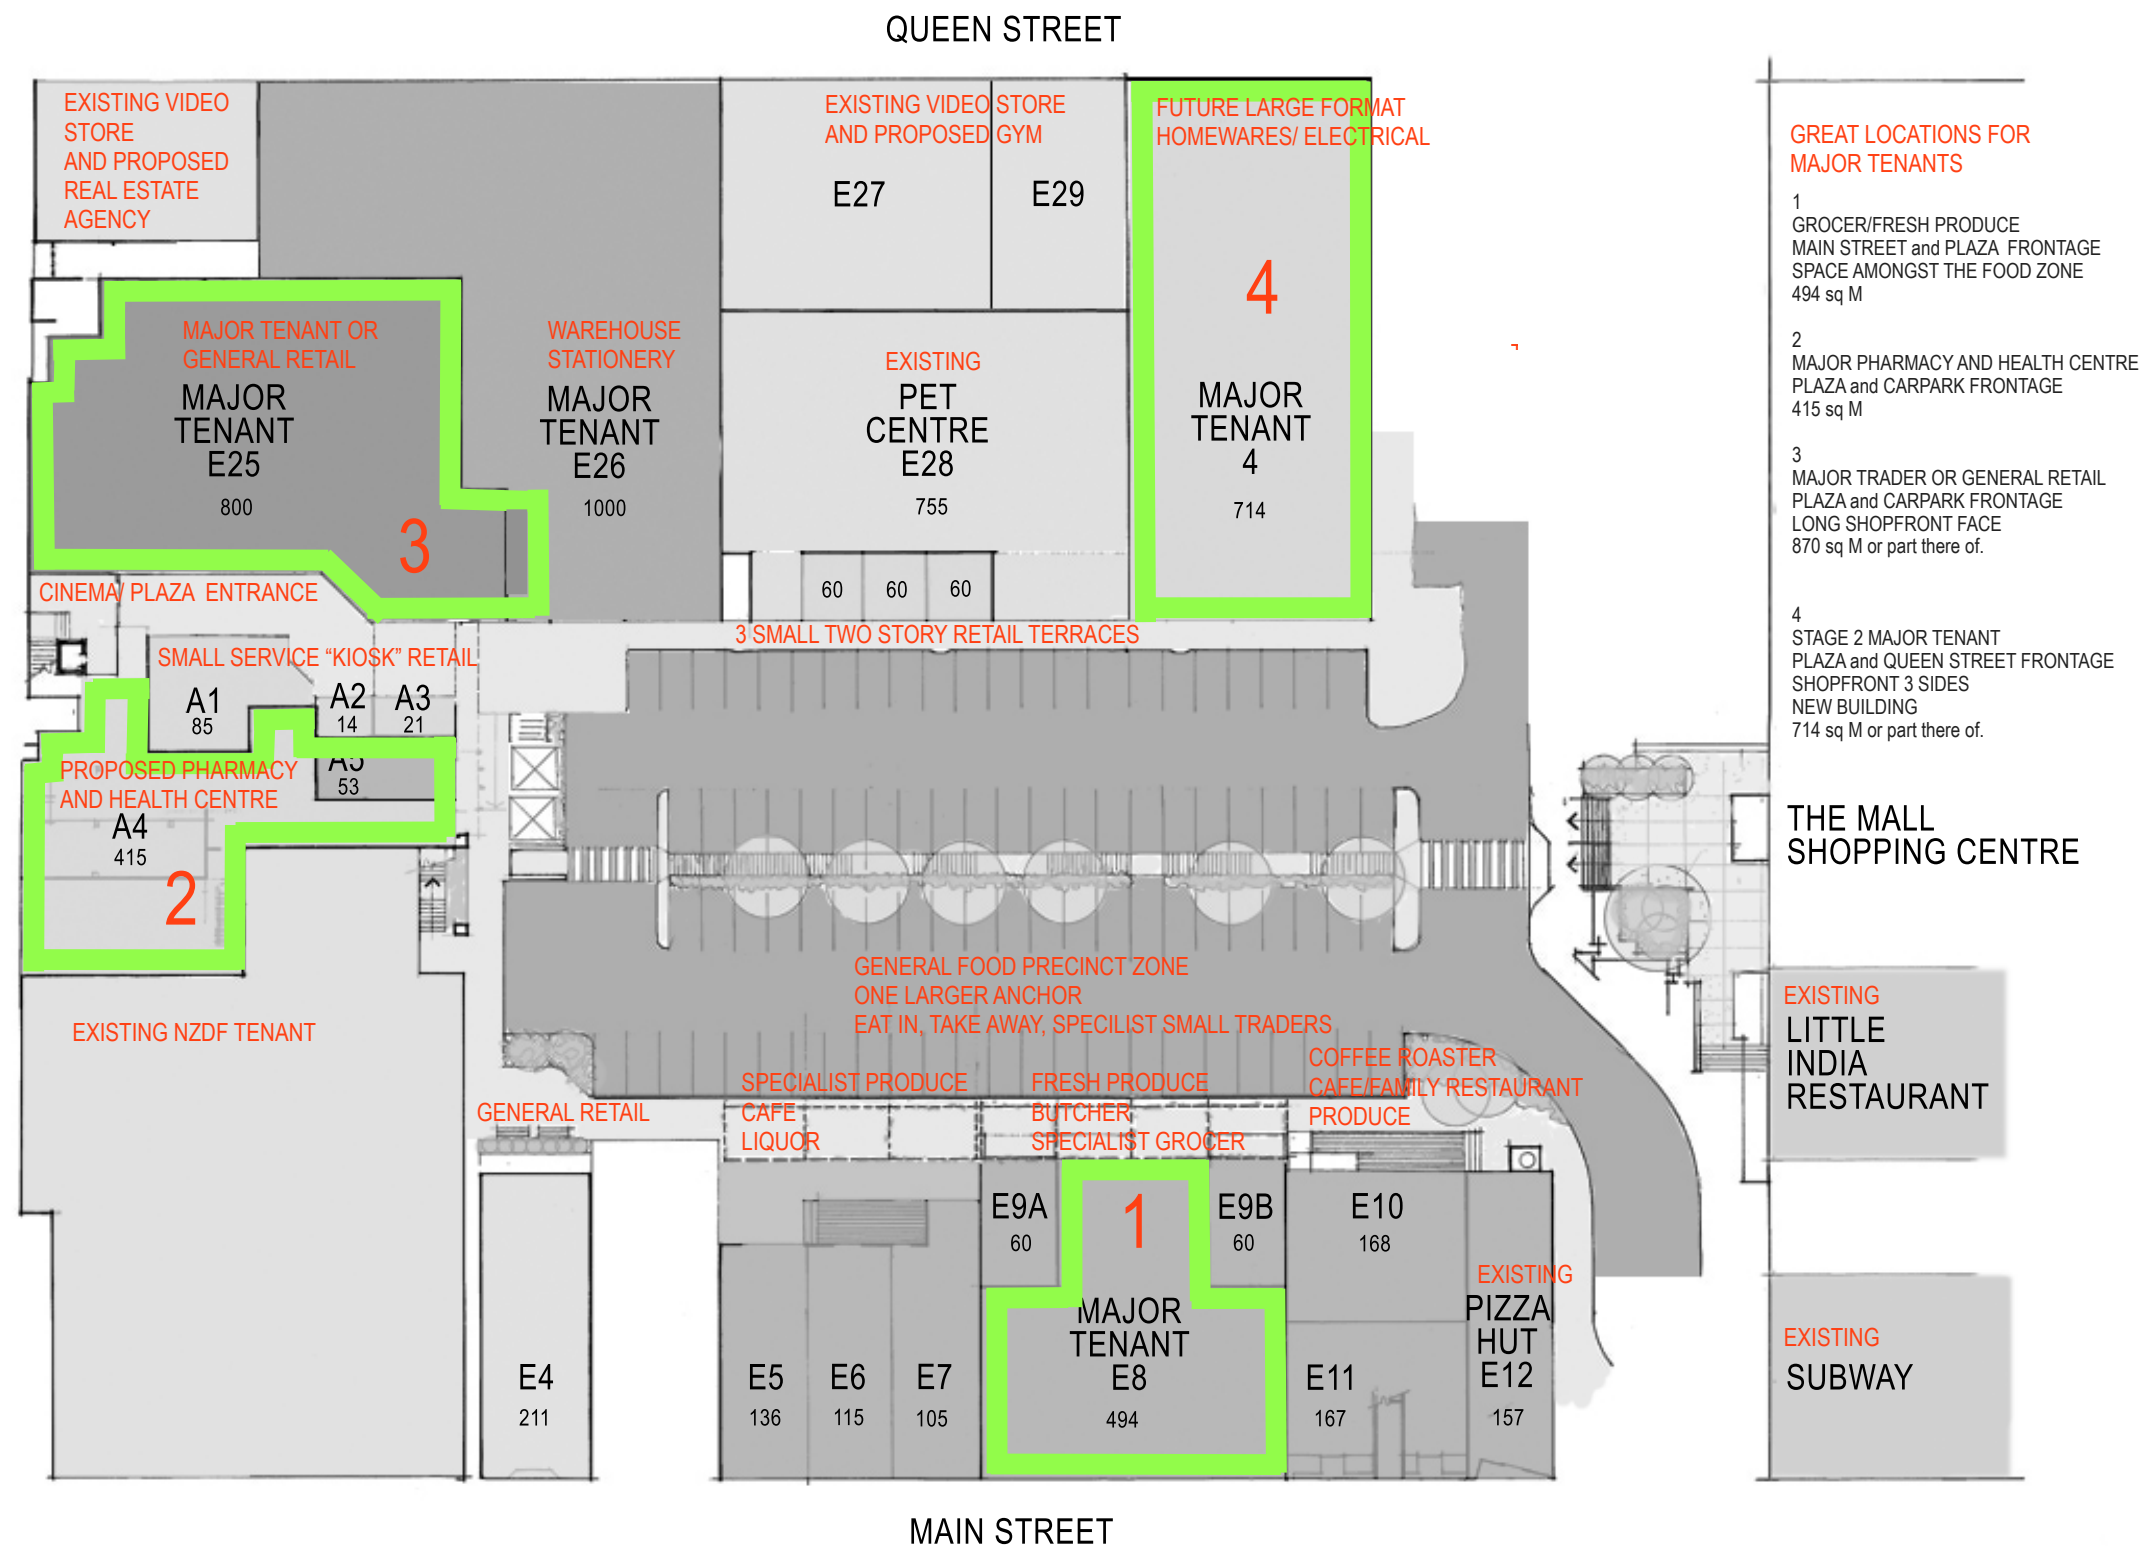 QUEEN STREET
EXISTING VIDEO
STORE
AND PROPOSED
REAL ESTATE
AGENCY
EXISTING VIDEO STORE
AND PROPOSED GYM
E27
E29
FUTURE LARGE FORMAT
HOMEWARES/ ELECTRICAL
4
MAJOR
TENANT
4
714
MAJOR TENANT OR
GENERAL RETAIL
MAJOR
TENANT
E25
800
3
WAREHOUSE
STATIONERY
MAJOR
TENANT
E26
1000
EXISTING
PET
CENTRE
E28
755
60
60
60
3 SMALL TWO STORY RETAIL TERRACES
CINEMA/ PLAZA ENTRANCE
SMALL SERVICE “KIOSK” RETAIL
A1
85
A2
14
A3
21
A5
53
PROPOSED PHARMACY
AND HEALTH CENTRE
A4
415
2
EXISTING NZDF TENANT
GENERAL FOOD PRECINCT ZONE
ONE LARGER ANCHOR
EAT IN, TAKE AWAY, SPECILIST SMALL TRADERS
GENERAL RETAIL
SPECIALIST PRODUCE
CAFE
LIQUOR
FRESH PRODUCE
BUTCHER
SPECIALIST GROCER
COFFEE ROASTER
CAFE/FAMILY RESTAURANT
PRODUCE
E4
211
E5
136
E6
115
E7
105
E9A
60
1
E9B
60
MAJOR
TENANT
E8
494
E10
168
E11
167
EXISTING
PIZZA
HUT
E12
157
MAIN STREET
GREAT LOCATIONS FOR
MAJOR TENANTS
1
GROCER/FRESH PRODUCE
MAIN STREET and PLAZA FRONTAGE
SPACE AMONGST THE FOOD ZONE
494 sq M
2
MAJOR PHARMACY AND HEALTH CENTRE
PLAZA and CARPARK FRONTAGE
415 sq M
3
MAJOR TRADER OR GENERAL RETAIL
PLAZA and CARPARK FRONTAGE
LONG SHOPFRONT FACE
870 sq M or part there of.
4
STAGE 2 MAJOR TENANT
PLAZA and QUEEN STREET FRONTAGE
SHOPFRONT 3 SIDES
NEW BUILDING
714 sq M or part there of.
THE MALL
SHOPPING CENTRE
EXISTING
LITTLE
INDIA
RESTAURANT
EXISTING
SUBWAY